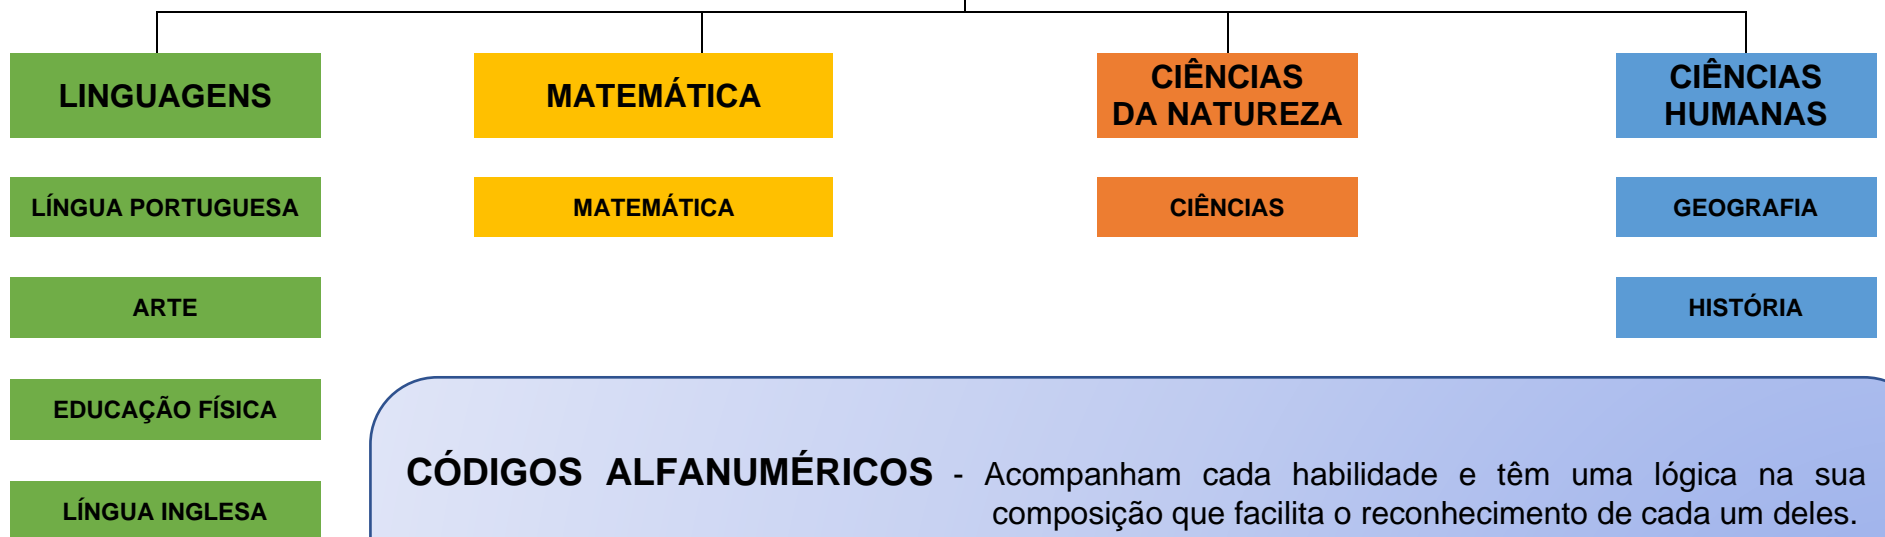 LINGUAGENS
MATEMÁTICA
CIÊNCIAS
DA NATUREZA
CIÊNCIAS
HUMANAS
LÍNGUA PORTUGUESA
MATEMÁTICA
CIÊNCIAS
GEOGRAFIA
ARTE
HISTÓRIA
EDUCAÇÃO FÍSICA
LÍNGUA INGLESA
CÓDIGOS ALFANUMÉRICOS - Acompanham cada habilidade e têm uma lógica na sua
composição que facilita o reconhecimento de cada um deles.